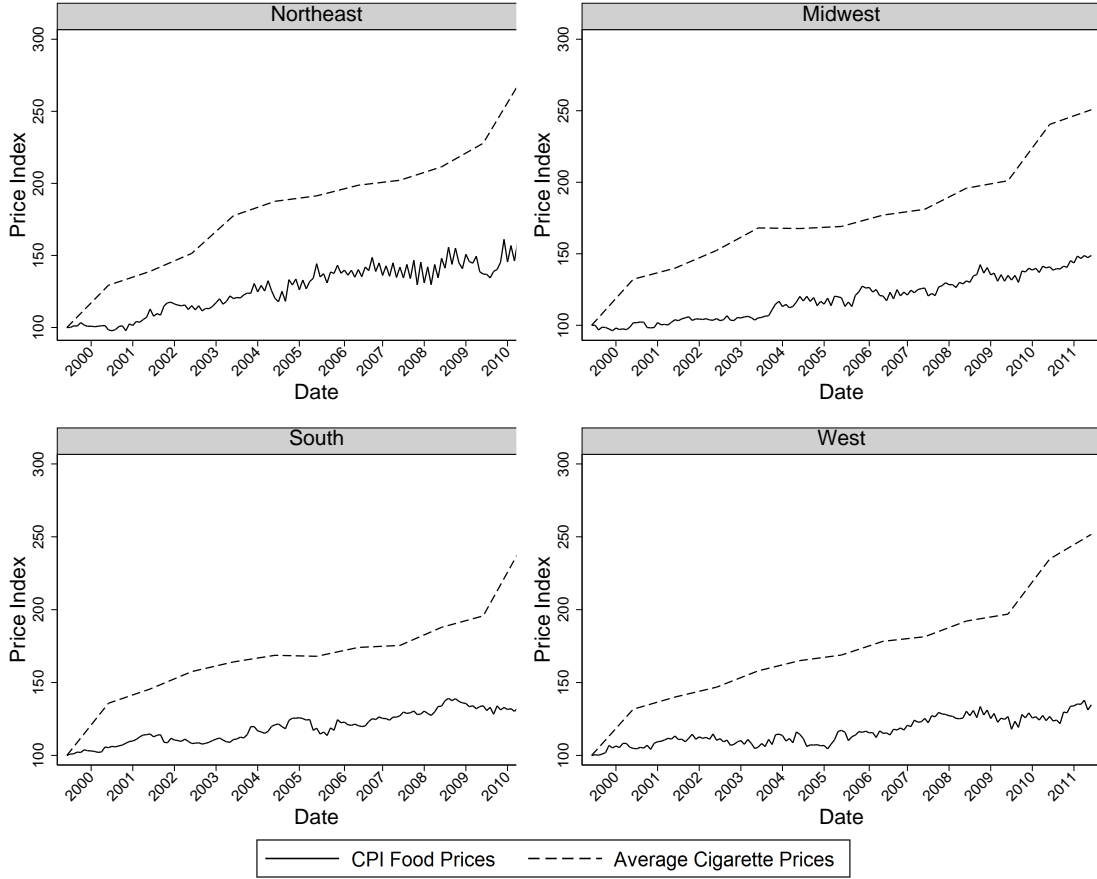 Northeast
Price Index
300
250
200
150
100
2000 2001 2002 2003 2004 2005 2006 2007 2008 2009 2010
Date
Midwest
Price Index
300
250
200
150
100
2000 2001 2002 2003 2004 2005 2006 2007 2008 2009 2010 2011
Date
South
Price Index
300
250
200
150
100
2000 2001 2002 2003 2004 2005 2006 2007 2008 2009 2010
Date
West
Price Index
300
250
200
150
100
2000 2001 2002 2003 2004 2005 2006 2007 2008 2009 2010 2011
Date
CPI Food Prices Average Cigarette Prices